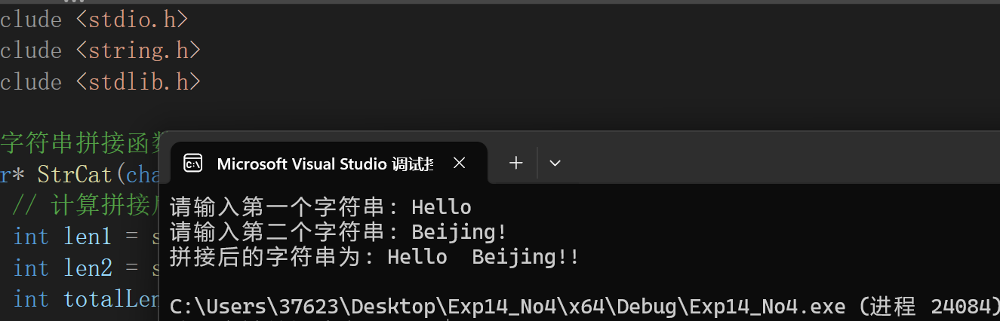 clude <stdio.h>
clude <string.h>
clude <stdlib.h>
字符串拼接函数
r* StrCat(cha
// 计算拼接
int len1 = s
int len2 = s
int totalLen
Microsoft Visual Studio 调试控
请输入第一个字符串: Hello
请输入第二个字符串: Beijing!
拼接后的字符串为: Hello  Beijing!!
C:\Users\37623\Desktop\Exp14_No4\x64\Debug\Exp14_No4.exe (进程 24084)